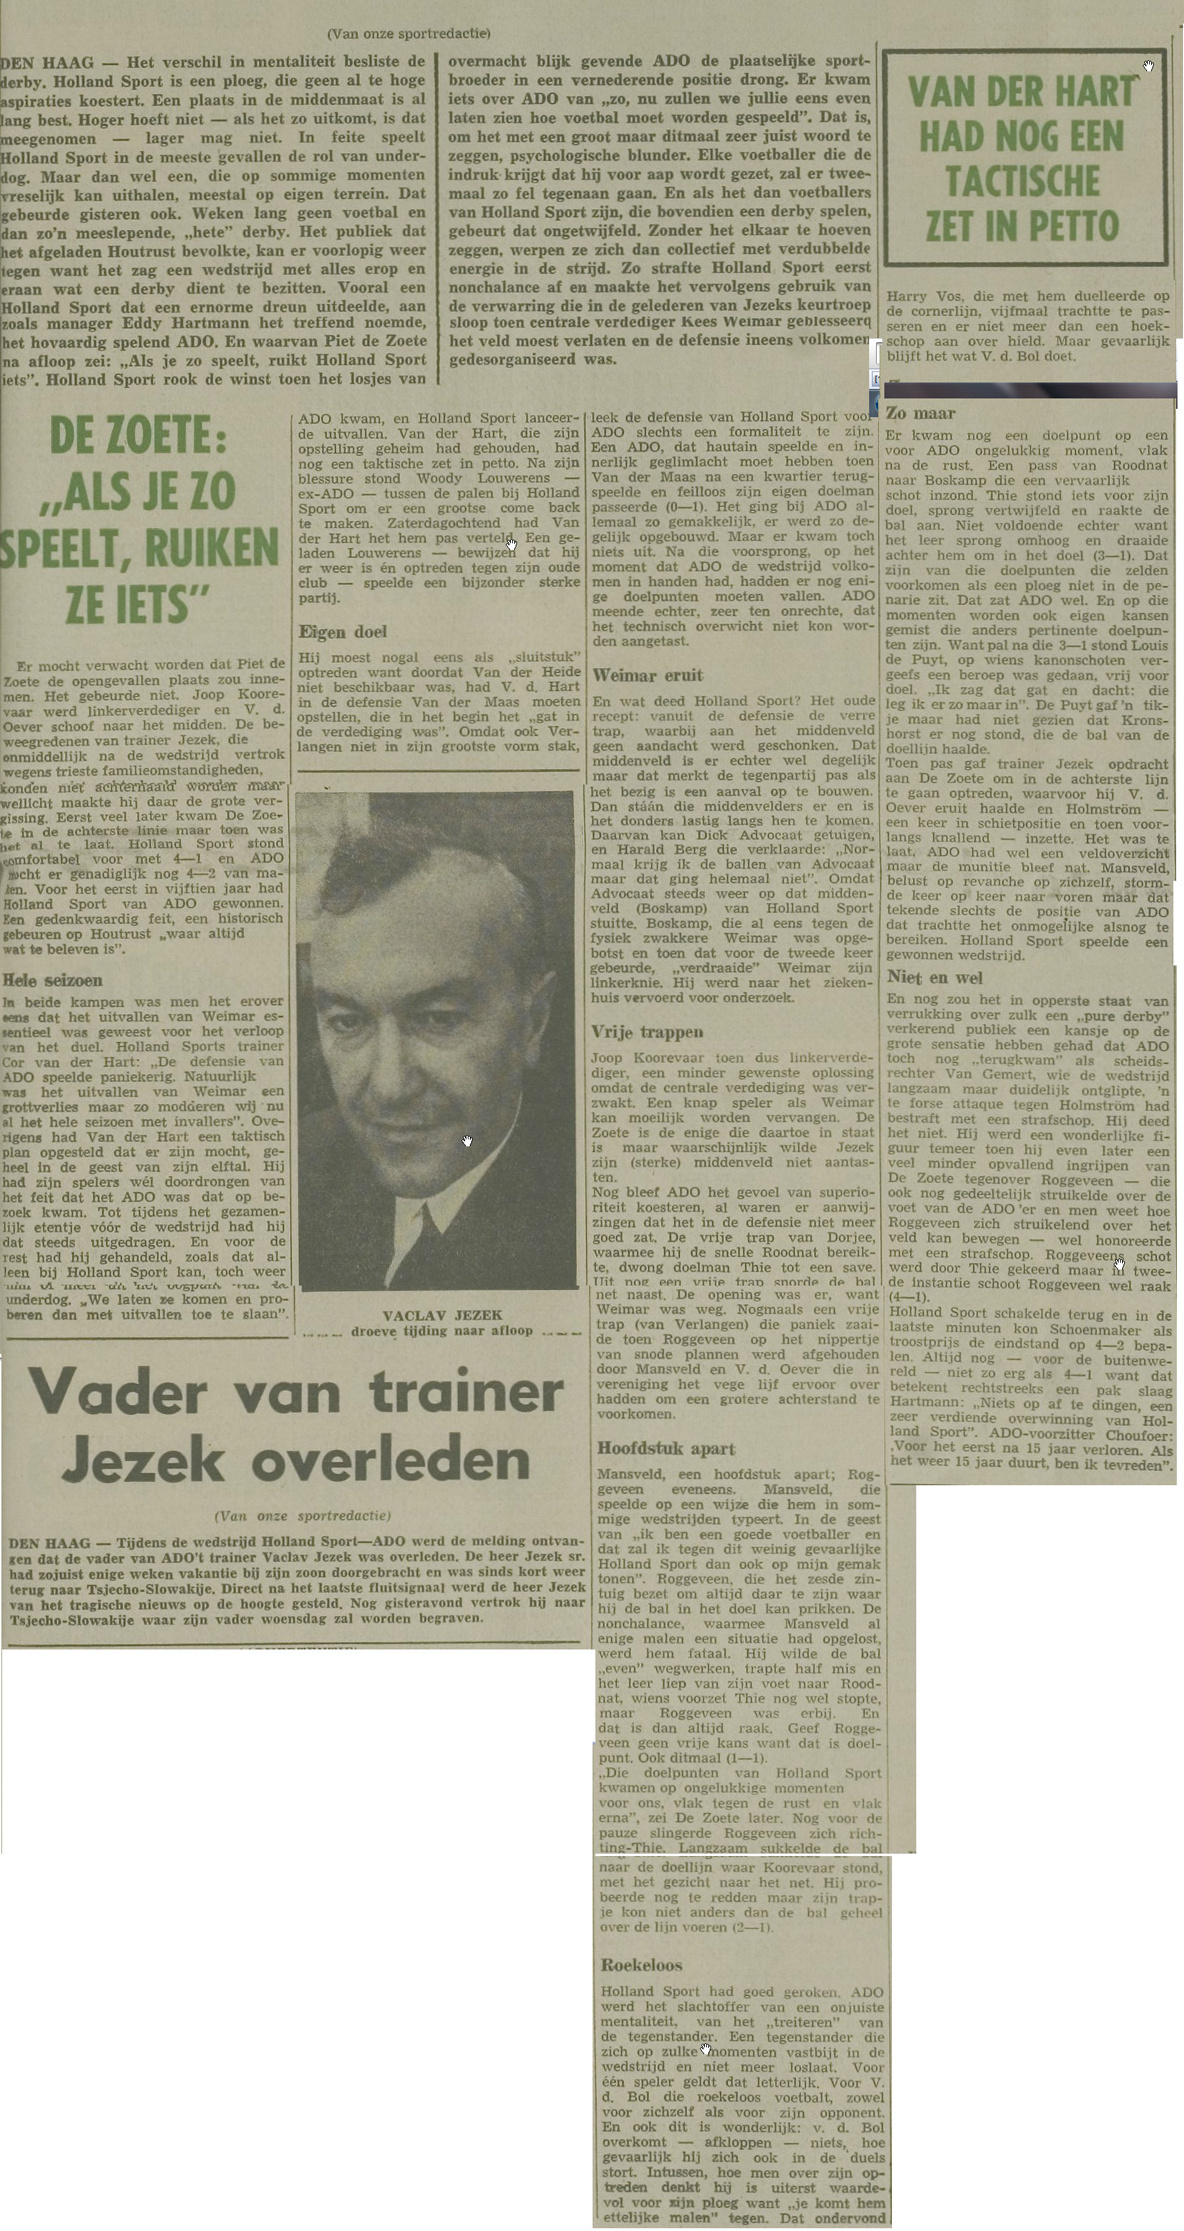 (Van onze sportredactie)
DEN HAAG — Het verschil in mentaliteit besliste de
derby. Holland Sport is een ploeg, die geen al te hoge
aspiraties koestert. Een plaats in de middenmaat is al
lang best. Hoger hoeft niet — als het zo uitkomt, is dat
meegenomen — lager mag niet. In feite speelt
Holland Sport in de meeste gevallen de rol van under-
dog. Maar dan wel een, die op sommige momenten
vreselijk kan uithalen, meestal op eigen terrein. Dat
gebeurde gisteren ook. Weken lang geen voetbal en
dan zo'n meeslepende, „hete” derby. Het publiek dat
het afgeladen Houtrust bevolkte, kan er voorlopig weer
tegen want het zag een wedstrijd met alles erop en
eraan wat een derby dient te bezitten. Vooral een
Holland Sport dat een ernorme dreun uitdeelde, aan
zoals manager Eddy Hartmann het treffend noemde,
het hovaardig spelend ADO. En waarvan Piet de Zoete
na afloop zei: „Als je zo speelt, ruikt Holland Sport
iets”. Holland Sport rook de winst toen het losjes van
overmacht blijk gevende ADO de plaatselijke sport-
broeder in een vernederende positie drong. Er kwam
iets over ADO van „zo, nu zullen we jullie eens even
laten zien hoe voetbal moet worden gespeeld”. Dat is,
om het met een groot maar ditmaal zeer juist woord te
zeggen, psychologische blunder. Elke voetballer die de
indruk krijgt dat hij voor aap wordt gezet, zal er twee-
maal zo fel tegenaan gaan. En als het dan voetballers
van Holland Sport zijn, die bovendien een derby spelen,
gebeurt dat ongetwijfeld. Zonder het elkaar te hoeven
zeggen, werpen ze zich dan collectief met verdubbelde
energie in de strijd. Zo strafte Holland Sport eerst
nonchalance af en maakte het vervolgens gebruik van
de verwarring die in de gelederen van Jezeks keurtroep
sloop toen centrale verdediger Kees Weimar geblesseerd
het veld moest verlaten en de defensie ineens volkomen
gedesorganiseerd was.
VAN DER HART
HAD NOG EEN
TACTISCHE
ZET IN PETTO
DE ZOETE:
„ALS JE ZO
SPEELT, RUIKEN
ZE IETS”
Er mocht verwacht worden dat Piet de
Zoete de opengevallen plaats zou inne-
men. Het gebeurde niet. Joop Koore-
vaar werd linkerverdediger en V. d.
Oever schoof naar het midden. De be-
weegredenen van trainer Jezek, die
onmiddellijk na de wedstrijd vertrok
wegens trieste familieomstandigheden,
konden niet achterhaald worden maar
wellicht maakte hij daar de grote ver-
gissing. Eerst veel later kwam De Zoe-
te in de achterste linie maar toen was
het al te laat. Holland Sport stond
comfortabel voor met 4—1 en ADO
mocht er genadiglijk nog 4—2 van ma-
ken. Voor het eerst in vijftien jaar had
Holland Sport van ADO gewonnen.
Een gedenkwaardig feit, een historisch
gebeuren op Houtrust „waar altijd
wat te beleven is”.
Hele seizoen
In beide kampen was men het erover
eens dat het uitvallen van Weimar es-
sentieel was geweest voor het verloop
van het duel. Holland Sports trainer
Cor van der Hart: „De defensie van
ADO speelde paniekerig. Natuurlijk
was het uitvallen van Weimar een
grottverlies maar zo modderen wij nu
al het hele seizoen met invallers”. Ove-
rigens had Van der Hart een taktisch
plan opgesteld dat er zijn mocht, ge-
heel in de geest van zijn elftal. Hij
had zijn spelers wél doordrongen van
het feit dat het ADO was dat op be-
zoek kwam. Tot tijdens het gezamen-
lijk etentje vóór de wedstrijd had hij
dat steeds uitgedragen. En voor de
rest had hij gehandeld, zoals dat al-
leen bij Holland Sport kan, toch weer
underdog. „We laten ze komen en pro-
beren dan met uitvallen toe te slaan”.
ADO kwam, en Holland Sport lanceer-
de uitvallen. Van der Hart, die zijn
opstelling geheim had gehouden, had
nog een taktische zet in petto. Na zijn
blessure stond Woody Louwerens —
ex-ADO — tussen de palen bij Holland
Sport om er een grootse come back
te maken. Zaterdagochtend had Van
der Hart het hem pas verteld. Een ge-
laden Louwerens — bewijzen dat hij
er weer is én optreden tegen zijn oude
club — speelde een bijzonder sterke
partij.
Eigen doel
Hij moest nogal eens als „sluitstuk”
optreden want doordat Van der Heide
niet beschikbaar was, had V. d. Hart
in de defensie Van der Maas moeten
opstellen, die in het begin het „gat in
de verdediging was”. Omdat ook Ver-
langen niet in zijn grootste vorm stak,
VACLAV JEZEK
.... droeve tijding naar afloop ....
leek de defensie van Holland Sport voor
ADO slechts een formaliteit te zijn.
Een ADO, dat hautain speelde en in-
nerlijk geglimlacht moet hebben toen
Van der Maas na een kwartier terug-
speelde en feilloos zijn eigen doelman
passeerde (0—1). Het ging bij ADO al-
lemaal zo gemakkelijk, er werd zo de-
gelijk opgebouwd. Maar er kwam toch
niets uit. Na die voorsprong, op het
moment dat ADO de wedstrijd volko-
men in handen had, hadden er nog eni-
ge doelpunten moeten vallen. ADO
meende echter, zeer ten onrechte, dat
het technisch overwicht niet kon wor-
den aangetast.
Weimar eruit
En wat deed Holland Sport? Het oude
recept: vanuit de defensie de verre
trap, waarbij aan het middenveld
geen aandacht werd geschonken. Dat
middenveld is er echter wel degelijk
maar dat merkt de tegenpartij pas als
het bezig is een aanval op te bouwen.
Dan stáán die middenvelders er en is
het donders lastig langs hen te komen.
Daarvan kan Dick Advocaat getuigen,
en Harald Berg die verklaarde: „Nor-
maal krijg ik de ballen van Advocaat
maar dat ging helemaal niet”. Omdat
Advocaat steeds weer op dat midden-
veld (Boskamp) van Holland Sport
stuitte. Boskamp, die al eens tegen de
fysiek zwakkere Weimar was opge-
botst en toen dat voor de tweede keer
gebeurde, „verdraaide” Weimar zijn
linkerknie. Hij werd naar het zieken-
huis vervoerd voor onderzoek.
Vrije trappen
Joop Koorevaar toen dus linkerverde-
diger, een minder gewenste oplossing
omdat de centrale verdediging was ver-
zwakt. Een knap speler als Weimar
kan moeilijk worden vervangen. De
Zoete is de enige die daartoe in staat
is maar waarschijnlijk wilde Jezek
zijn (sterke) middenveld niet aantas-
ten.
Nog bleef ADO het gevoel van superio-
riteit koesteren, al waren er aanwij-
zingen dat het in de defensie niet meer
goed zat. De vrije trap van Dorjee,
waarmee hij de snelle Roodnat bereik-
te, dwong doelman Thie tot een save.
Uit nog een vrije trap snorde de bal
net naast. De opening was er, want
Weimar was weg. Nogmaals een vrije
trap (van Verlangen) die paniek zaai-
de toen Roggeveen op het nippertje
van snode plannen werd afgehouden
door Mansveld en V. d. Oever die in
vereniging het vege lijf ervoor over
hadden om een grotere achterstand te
voorkomen.
Hoofdstuk apart
Mansveld, een hoofdstuk apart; Rog-
geveen eveneens. Mansveld, die
speelde op een wijze die hem in som-
mige wedstrijden typeert. In de geest
van „ik ben een goede voetballer en
dat zal ik tegen dit weinig gevaarlijke
Holland Sport dan ook op mijn gemak
tonen”. Roggeveen, die het zesde zin-
tuig bezet om altijd daar te zijn waar
hij de bal in het doel kan prikken. De
nonchalance, waarmee Mansveld al
enige malen een situatie had opgelost,
werd hem fataal. Hij wilde de bal
„even” wegwerken, trapte half mis en
het leer liep van zijn voet naar Rood-
nat, wiens voorzet Thie nog wel stopte,
maar Roggeveen was erbij. En
dat is dan altijd raak. Geef Rogge-
veen geen vrije kans want dat is doel-
punt. Ook ditmaal (1—1).
„Die doelpunten van Holland Sport
kwamen op ongelukkige momenten
voor ons, vlak tegen de rust en vlak
erna”, zei De Zoete later. Nog voor de
pauze slingerde Roggeveen zich rich-
ting-Thie. Langzaam sukkelde de bal
naar de doellijn waar Koorevaar stond,
met het gezicht naar het net. Hij pro-
beerde nog te redden maar zijn trap-
je kon niet anders dan de bal geheel
over de lijn voeren (2—1).
Roekeloos
Holland Sport had goed geroken. ADO
werd het slachtoffer van een onjuiste
mentaliteit, van het „treiteren” van
de tegenstander. Een tegenstander die
zich op zulke momenten vastbijt in de
wedstrijd en niet meer loslaat. Voor
één speler geldt dat letterlijk. Voor V.
d. Bol die roekeloos voetbalt, zowel
voor zichzelf als voor zijn opponent.
En ook dit is wonderlijk: v. d. Bol
overkomt — afkloppen — niets, hoe
gevaarlijk hij zich ook in de duels
stort. Intussen, hoe men over zijn op-
treden denkt hij is uiterst waarde-
vol voor zijn ploeg want „je komt hem
ettelijke malen” tegen. Dat ondervond
Harry Vos, die met hem duelleerde op
de cornerlijn, vijfmaal trachtte te pas-
seren en er niet meer dan een hoek-
schop aan over hield. Maar gevaarlijk
blijft het wat V. d. Bol doet.
Zo maar
Er kwam nog een doelpunt op een
voor ADO ongelukkig moment, vlak
na de rust. Een pass van Roodnat
naar Boskamp die een vervaarlijk
schot inzond. Thie stond iets voor zijn
doel, sprong vertwijfeld en raakte de
bal aan. Niet voldoende echter want
het leer sprong omhoog en draaide
achter hem om in het doel (3—1). Dat
zijn van die doelpunten die zelden
voorkomen als een ploeg niet in de pe-
narie zit. Dat zat ADO wel. En op die
momenten worden ook eigen kansen
gemist die anders pertinente doelpun-
ten zijn. Want pal na die 3—1 stond Louis
de Puyt, op wiens kanonschoten ver-
geefs een beroep was gedaan, vrij voor
doel. „Ik zag dat gat en dacht: die
leg ik er zo maar in”. De Puyt gaf 'n tik-
je maar had niet gezien dat Krons-
horst er nog stond, die de bal van de
doellijn haalde.
Toen pas gaf trainer Jezek opdracht
aan De Zoete om in de achterste lijn
te gaan optreden, waarvoor hij V. d.
Oever eruit haalde en Holmström —
een keer in schietpositie en toen voor-
langs knallend — inzette. Het was te
laat. ADO had wel een veldoverzicht
maar de munitie bleef nat. Mansveld,
belust op revanche op zichzelf, storm-
de keer op keer naar voren maar dat
tekende slechts de positie van ADO
dat trachtte het onmogelijke alsnog te
bereiken. Holland Sport speelde een
gewonnen wedstrijd.
Niet en wel
En nog zou het in opperste staat van
verrukking over zulk een „pure derby”
verkerend publiek een kansje op de
grote sensatie hebben gehad dat ADO
toch nog „terugkwam” als scheids-
rechter Van Gemert, wie de wedstrijd
langzaam maar duidelijk ontglipte, 'n
te forse attaque tegen Holmström had
bestraft met een strafschop. Hij deed
het niet. Hij werd een wonderlijke fi-
guur temeer toen hij even later een
veel minder opvallend ingrijpen van
De Zoete tegenover Roggeveen — die
ook nog gedeeltelijk struikelde over de
voet van de ADO'er en men weet hoe
Roggeveen zich struikelend over het
veld kan bewegen — wel honoreerde
met een strafschop. Roggeveens schot
werd door Thie gekeerd maar in twee-
de instantie schoot Roggeveen wel raak
(4—1).
Holland Sport schakelde terug en in de
laatste minuten kon Schoenmaker als
troostprijs de eindstand op 4—2 bepa-
len. Altijd nog — voor de buitenwe-
reld — niet zo erg als 4—1 want dat
betekent rechtstreeks een pak slaag
Hartmann: „Niets op af te dingen, een
zeer verdiende overwinning van Hol-
land Sport”. ADO-voorzitter Choufoer:
„Voor het eerst na 15 jaar verloren. Als
het weer 15 jaar duurt, ben ik tevreden”.
Vader van trainer
Jezek overleden
(Van onze sportredactie)
DEN HAAG — Tijdens de wedstrijd Holland Sport—ADO werd de melding ontvan-
gen dat de vader van ADO't trainer Vaclav Jezek was overleden. De heer Jezek sr.
had zojuist enige weken vakantie bij zijn zoon doorgebracht en was sinds kort weer
terug naar Tsjecho-Slowakije. Direct na het laatste fluitsignaal werd de heer Jezek
van het tragische nieuws op de hoogte gesteld. Nog gisteravond vertrok hij naar
Tsjecho-Slowakije waar zijn vader woensdag zal worden begraven.